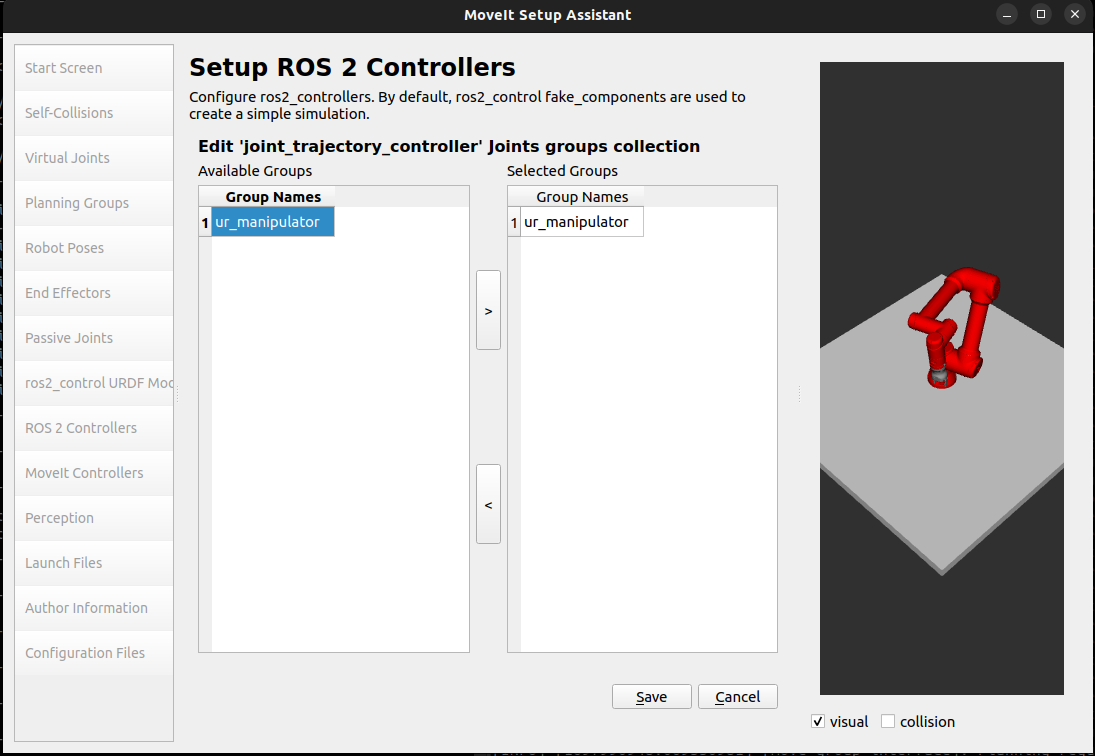 MoveIt Setup Assistant
Start Screen
Self-Collisions
Virtual Joints
Planning Groups
Robot Poses
End Effectors
Passive Joints
ros2_control URDF Mod
ROS 2 Controllers
MoveIt Controllers
Perception
Launch Files
Author Information
Configuration Files
Setup ROS 2 Controllers
Configure ros2_controllers. By default, ros2_control fake_components are used to
create a simple simulation.
Edit 'joint_trajectory_controller' Joints groups collection
Available Groups
Selected Groups
Group Names
1 ur_manipulator
>
<
Group Names
1 ur_manipulator
Save
Cancel
visual
collision